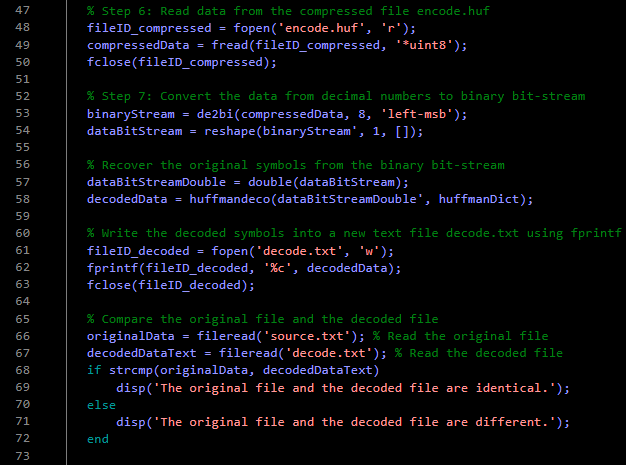 47 % Step 6: Read data from the compressed file encode.huf
48 fileID_compressed = fopen('encode.huf', 'r');
49 compressedData = fread(fileID_compressed, '*uint8');
50 fclose(fileID_compressed);
51
52 % Step 7: Convert the data from decimal numbers to binary bit-stream
53 binaryStream = de2bi(compressedData, 8, 'left-msb');
54 dataBitStream = reshape(binaryStream', 1, []);
55
56 % Recover the original symbols from the binary bit-stream
57 dataBitStreamDouble = double(dataBitStream);
58 decodedData = huffmandeco(dataBitStreamDouble', huffmanDict);
59
60 % Write the decoded symbols into a new text file decode.txt using fprintf
61 fileID_decoded = fopen('decode.txt', 'w');
62 fprintf(fileID_decoded, '%c', decodedData);
63 fclose(fileID_decoded);
64
65 % Compare the original file and the decoded file
66 originalData = fileread('source.txt'); % Read the original file
67 decodedDataText = fileread('decode.txt'); % Read the decoded file
68 if strcmp(originalData, decodedDataText)
69     disp('The original file and the decoded file are identical.');
70 else
71     disp('The original file and the decoded file are different.');
72 end
73